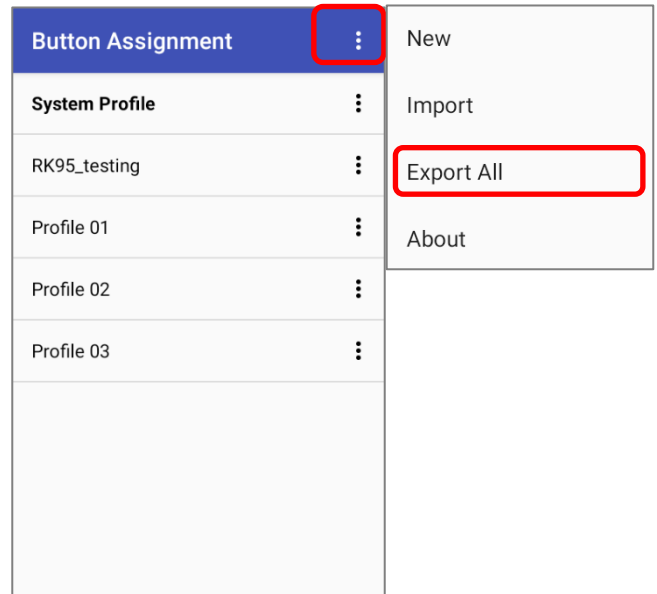 Button Assignment
System Profile
RK95_testing
Profile 01
Profile 02
Profile 03
New
Import
Export All
About